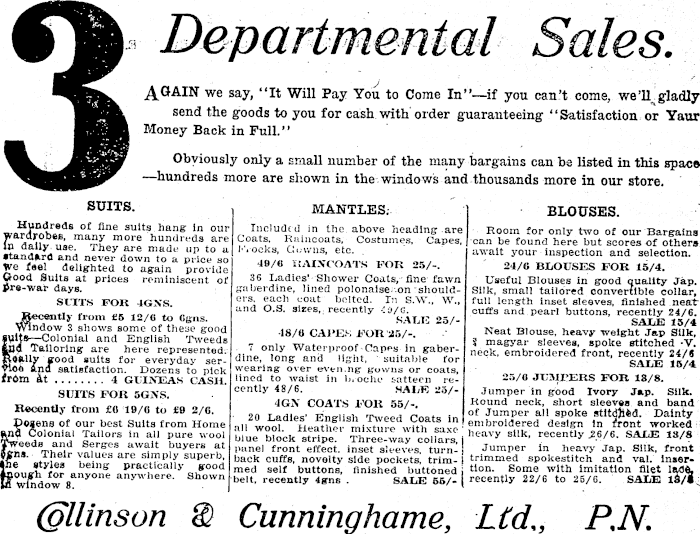 3
Departmental Sales.
AGAIN we say, "It Will Pay You to Come In"—if you can't come, we'll gladly
send the goods to you for cash with order guaranteeing "Satisfaction or Yaur
Money Back in Full."
Obviously only a small number of the many bargains can be listed in this space
—hundreds more are shown in the windows and thousands more in our store.
SUITS.
Hundreds of fine suits hang in our
wardrobes, many more hundreds are
in daily use. They are made up to a
standard and never down to a price so
we feel delighted to again provide
Good Suits at prices reminiscent of
pre-war days.
SUITS FOR 4GNS.
Recently from £5 12/6 to 6gns.
Window 3 shows some of these good
suits—Colonial and English Tweeds
and Tailoring are here represented.
Really good suits for everyday ser-
vice and satisfaction. Dozens to pick
from at ........ 4 GUINEAS CASH.
SUITS FOR 5GNS.
Recently from £6 19/6 to £9 2/6.
Dozens of our best Suits from Home
and Colonial Tailors in all pure wool
Tweeds and Serges await buyers at
5gns. Their values are simply superb,
the styles being practically good
enough for anyone anywhere. Shown
in window 8.
MANTLES.
Included in the above heading are
Coats, Raincoats, Costumes, Capes,
Frocks, Gowns, etc.
49/6 RAINCOATS FOR 25/-.
36 Ladies' Shower Coats, fine fawn
gaberdine, lined polonaise on should-
ers, each coat belted. In S.W., W.,
and O.S. sizes, recently 49/6.
SALE 25/-
48/6 CAPES FOR 25/-.
7 only Waterproof Capes in gaber-
dine, long and light, suitable for
wearing over evening gowns or coats,
lined to waist in broche satteen re-
cently 48/6. SALE 25/-
4GN COATS FOR 55/-.
20 Ladies' English Tweed Coats in
all wool. Heather mixture with saxe
blue block stripe. Three-way collars,
panel front effect, inset sleeves, turn-
back cuffs, novelty side pockets, trim-
med self buttons, finished buttoned
belt, recently 4gns . SALE 55/-
BLOUSES.
Room for only two of our Bargains
can be found here but scores of others
await your inspection and selection.
24/6 BLOUSES FOR 15/4.
Useful Blouses in good quality Jap.
Silk, small tailored convertible collar,
full length inset sleeves, finished neat
cuffs and pearl buttons, recently 24/6.
SALE 15/4
Neat Blouse, heavy weight Jap Silk,
¾ magyar sleeves, spoke stitched V.
neck, embroidered front, recently 24/6
SALE 15/4
25/6 JUMPERS FOR 13/8.
Jumper in good Ivory Jap. Silk.
Round neck, short sleeves and band
of Jumper all spoke stitched. Dainty
embroidered design in front worked
heavy silk, recently 26/6. SALE 13/8
Jumper in heavy Jap. Silk, front
trimmed spokestitch and val. inser-
tion. Some with imitation filet lace,
recently 22/6 to 25/6. SALE 13/8
Collinson & Cunninghame, Ltd., P.N.